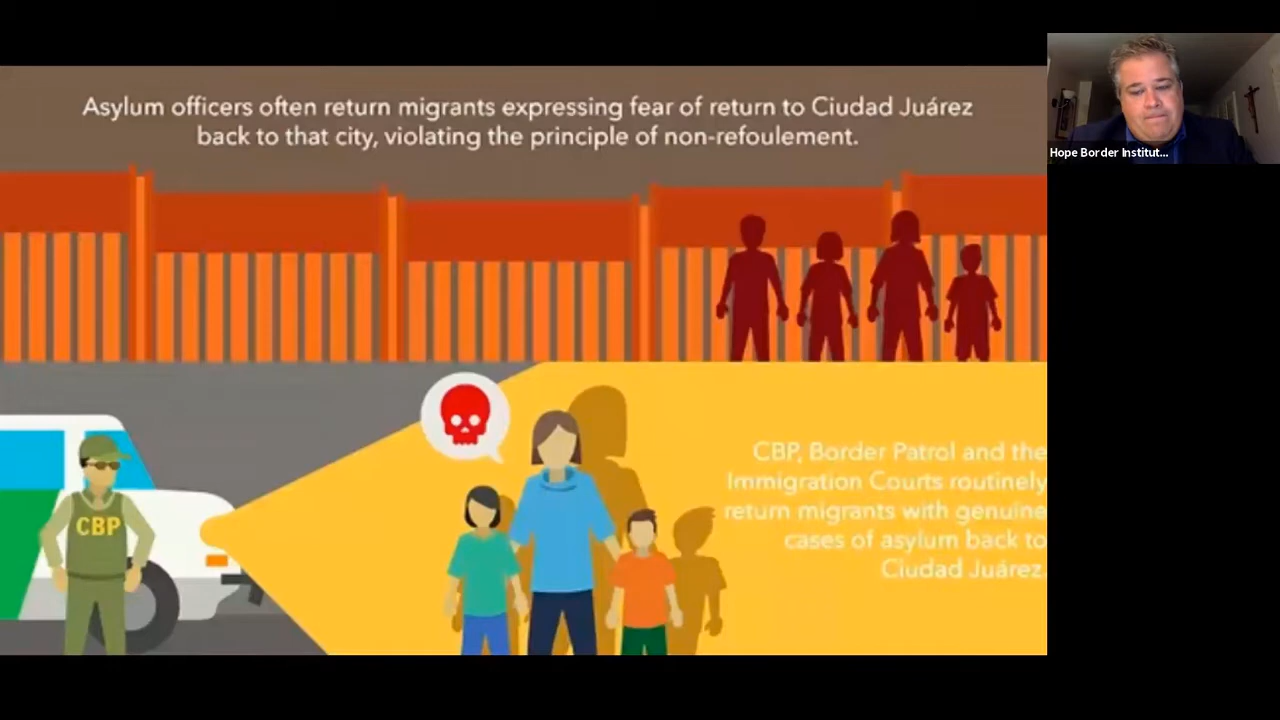 Asylum officers often return migrants expressing fear of return to Ciudad Juárez
back to that city, violating the principle of non-refoulement.
Hope Border Institut...
CBP
CBP, Border Patrol and the
Immigration Courts routinely
return migrants with genuine
cases of asylum back to
Ciudad Juárez.